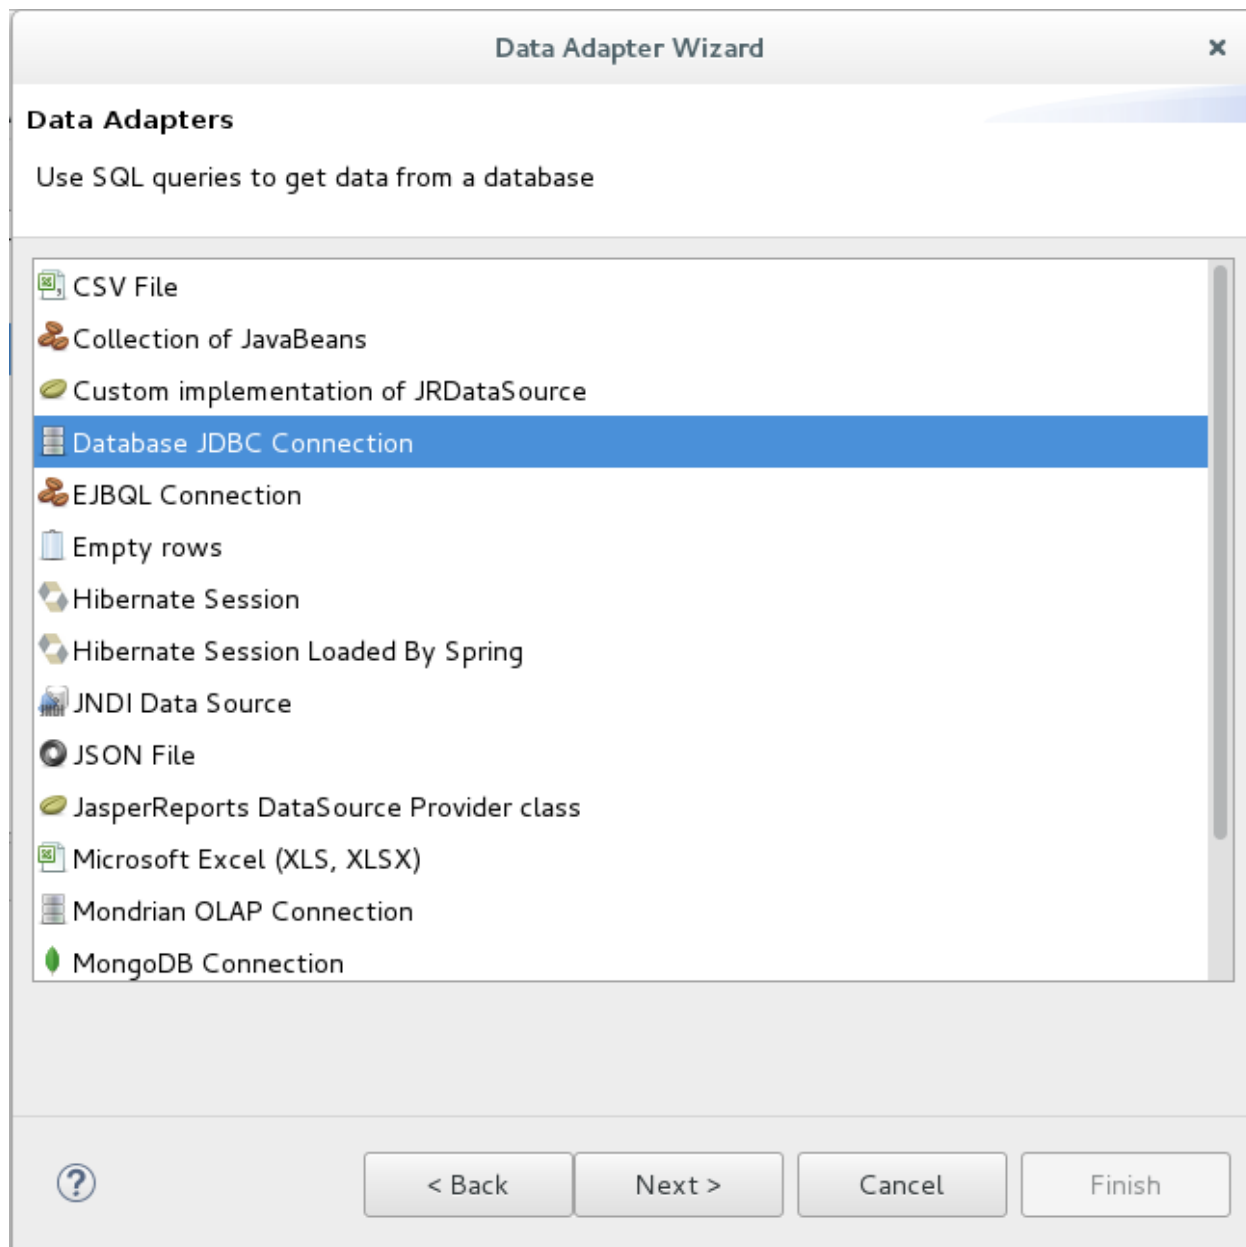 Data Adapter Wizard
Data Adapters
Use SQL queries to get data from a database
CSV File
Collection of JavaBeans
Custom implementation of JRDataSource
Database JDBC Connection
EJBQL Connection
Empty rows
Hibernate Session
Hibernate Session Loaded By Spring
JNDI Data Source
JSON File
JasperReports DataSource Provider class
Microsoft Excel (XLS, XLSX)
Mondrian OLAP Connection
MongoDB Connection
? < Back Next > Cancel Finish